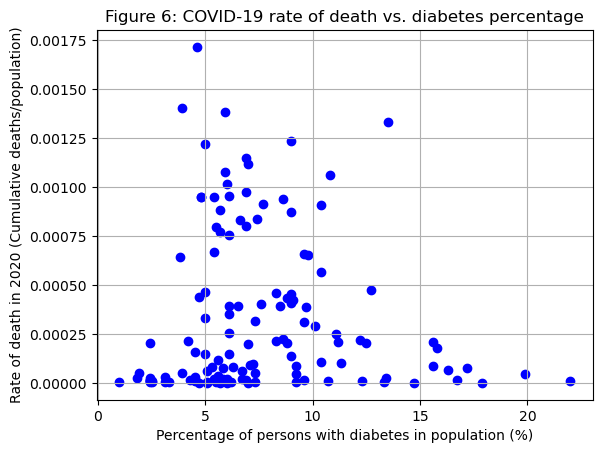 Figure 6: COVID-19 rate of death vs. diabetes percentage
Rate of death in 2020 (Cumulative deaths/population)
0.00175
0.00150
0.00125
0.00100
0.00075
0.00050
0.00025
0.00000
0 5 10 15 20
Percentage of persons with diabetes in population (%)